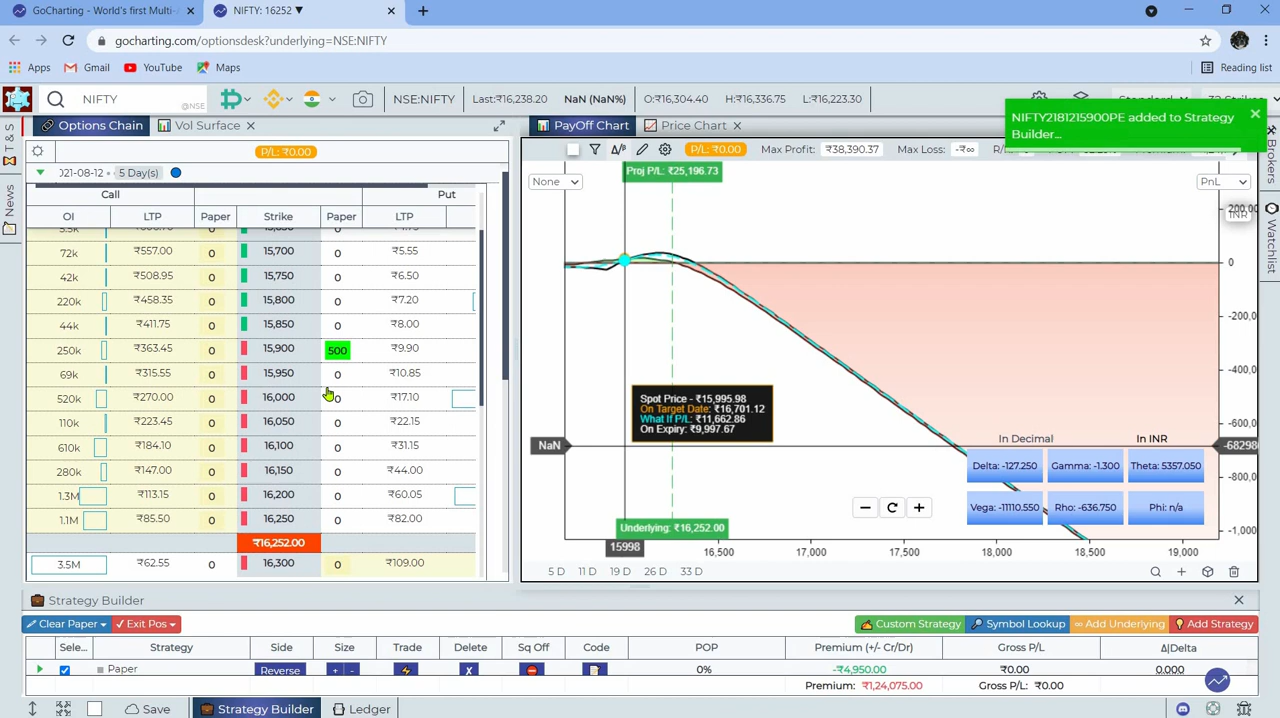 GoCharting - World's first Multi-
NIFTY: 16252 ▼
gocharting.com/optionsdesk?underlying=NSE:NIFTY
Apps
Gmail
YouTube
Maps
Reading list
NIFTY
@NSE
NSE:NIFTY
Last:₹16,238.20
NaN (NaN%)
O:₹16,304.40
H:₹16,336.75
L:₹16,223.30
NIFTY2181215900PE added to Strategy
Builder...
T & S
News
Brokers
Watchlist
Options Chain
Vol Surface
PayOff Chart
Price Chart
P/L: ₹0.00
Δ/β
P/L: ₹0.00
Max Profit:
₹38,390.37
Max Loss:
-₹∞
021-08-12
5 Day(s)
Call
Put
OI
LTP
Paper
Strike
Paper
LTP
72k ₹557.00 0 15,700 0 ₹5.55
42k ₹508.95 0 15,750 0 ₹6.50
220k ₹458.35 0 15,800 0 ₹7.20
44k ₹411.75 0 15,850 0 ₹8.00
250k ₹363.45 0 15,900 500 ₹9.90
69k ₹315.55 0 15,950 0 ₹10.85
520k ₹270.00 0 16,000 0 ₹17.10
110k ₹223.45 0 16,050 0 ₹22.15
610k ₹184.10 0 16,100 0 ₹31.15
280k ₹147.00 0 16,150 0 ₹44.00
1.3M ₹113.15 0 16,200 0 ₹60.05
1.1M ₹85.50 0 16,250 0 ₹82.00
₹16,252.00
3.5M ₹62.55 0 16,300 0 ₹109.00
None
Proj P/L: ₹25,196.73
PnL
INR
Spot Price - ₹15,995.98
On Target Date: ₹16,701.12
What If P/L: ₹11,662.86
On Expiry: ₹9,997.67
NaN
In Decimal
In INR
Delta: -127.250
Gamma: -1.300
Theta: 5357.050
Vega: -11110.550
Rho: -636.750
Phi: n/a
Underlying: ₹16,252.00
15998
16,500
17,000
17,500
18,000
18,500
19,000
0
5 D
11 D
19 D
26 D
33 D
Strategy Builder
Clear Paper
Exit Pos
Custom Strategy
Symbol Lookup
∞ Add Underlying
Add Strategy
Sele...
Strategy
Side
Size
Trade
Delete
Sq Off
Code
POP
Premium (+/- Cr/Dr)
Gross P/L
Δ|Delta
Paper
Reverse
+
-
X
0%
-₹4,950.00
₹0.00
0.000
Premium: ₹1,24,075.00
Gross P/L: ₹0.00
Save
Strategy Builder
Ledger